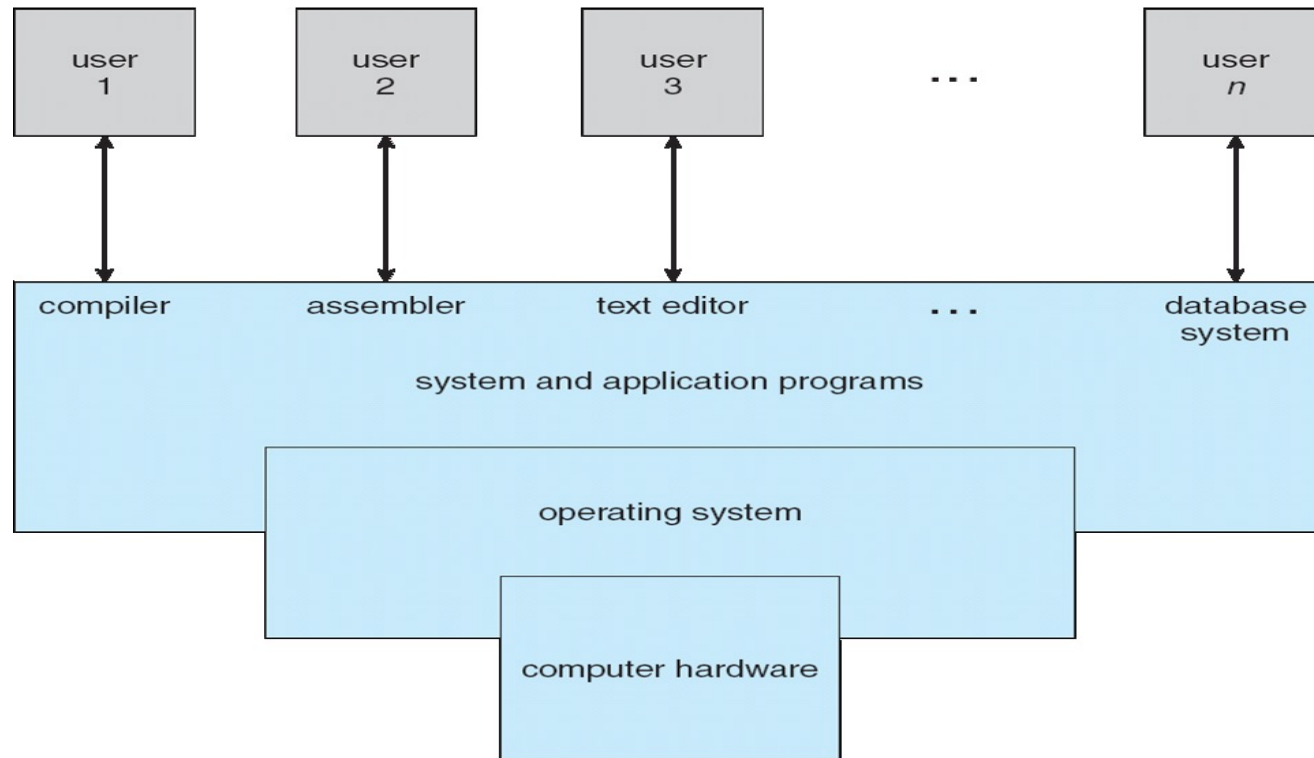 user
1
user
2
user
3
...
user
n
compiler
assembler
text editor
...
database
system
system and application programs
operating system
computer hardware